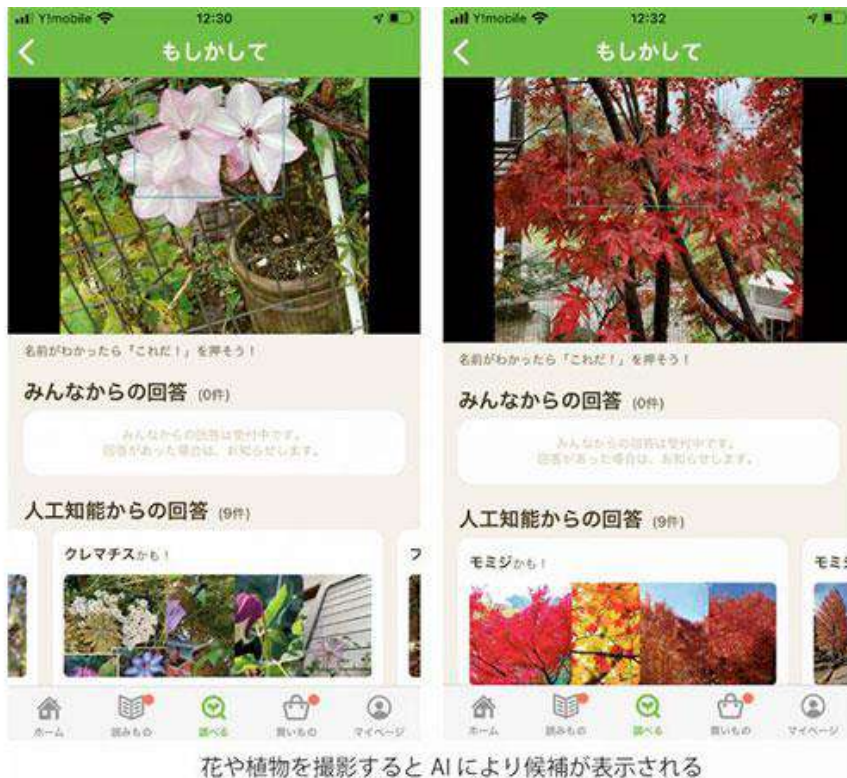 Y!mobile 12:30
もしかして
名前がわかったら「これだ!」を押そう!
みんなからの回答 (0件)
みんなからの回答は受付中です。
回答があった場合は、お知らせします。
人工知能からの回答 (9件)
クレマチスかも!
フ
ホーム 読みもの 調べる 買いもの マイページ
Y!mobile 12:32
もしかして
名前がわかったら「これだ!」を押そう!
みんなからの回答 (0件)
みんなからの回答は受付中です。
回答があった場合は、お知らせします。
人工知能からの回答 (9件)
モミジかも!
モミジ
ホーム 読みもの 調べる 買いもの マイページ
花や植物を撮影すると AI により候補が表示される